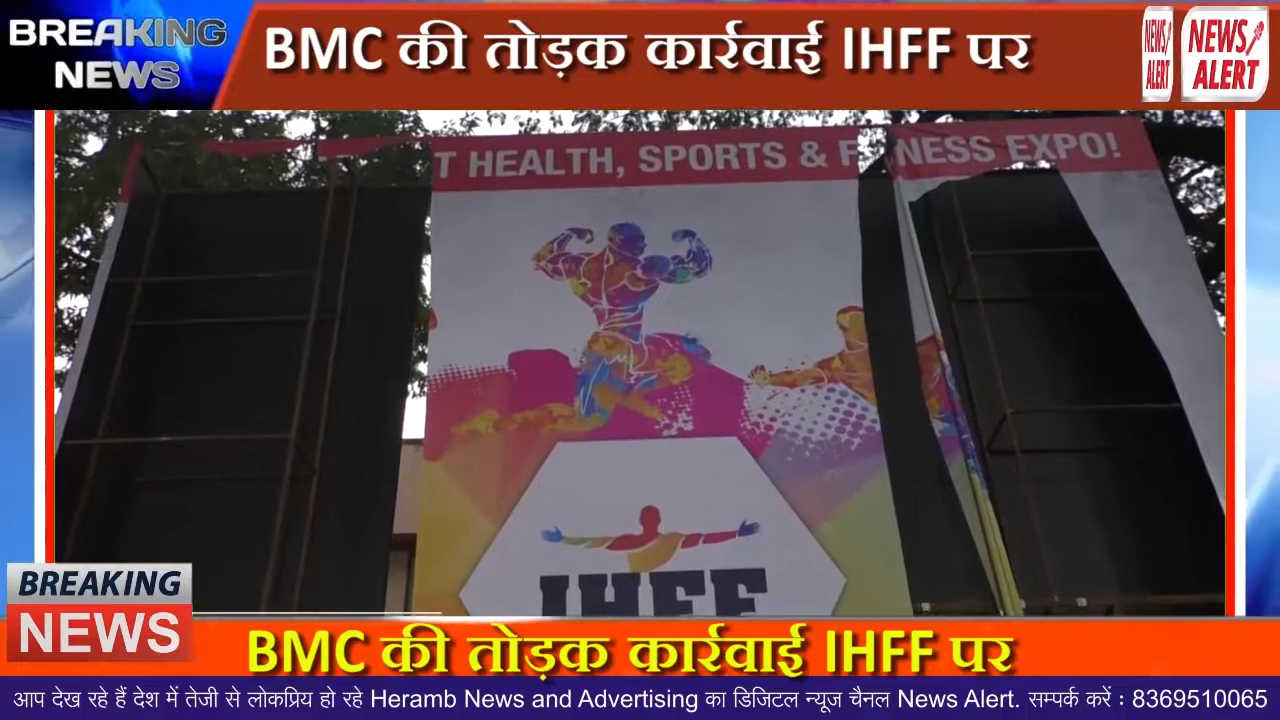 BREAKING
NEWS
BMC की तोड़क कार्रवाई IHFF पर
NEWS
ALERT
NEWS
ALERT
T HEALTH, SPORTS & F NESS EXPO!
IHFF
BREAKING
NEWS
BMC की तोड़क कार्रवाई IHFF पर
आप देख रहे हैं देश में तेजी से लोकप्रिय हो रहे Heramb News and Advertising का डिजिटल न्यूज चैनल News Alert. सम्पर्क करें : 8369510065